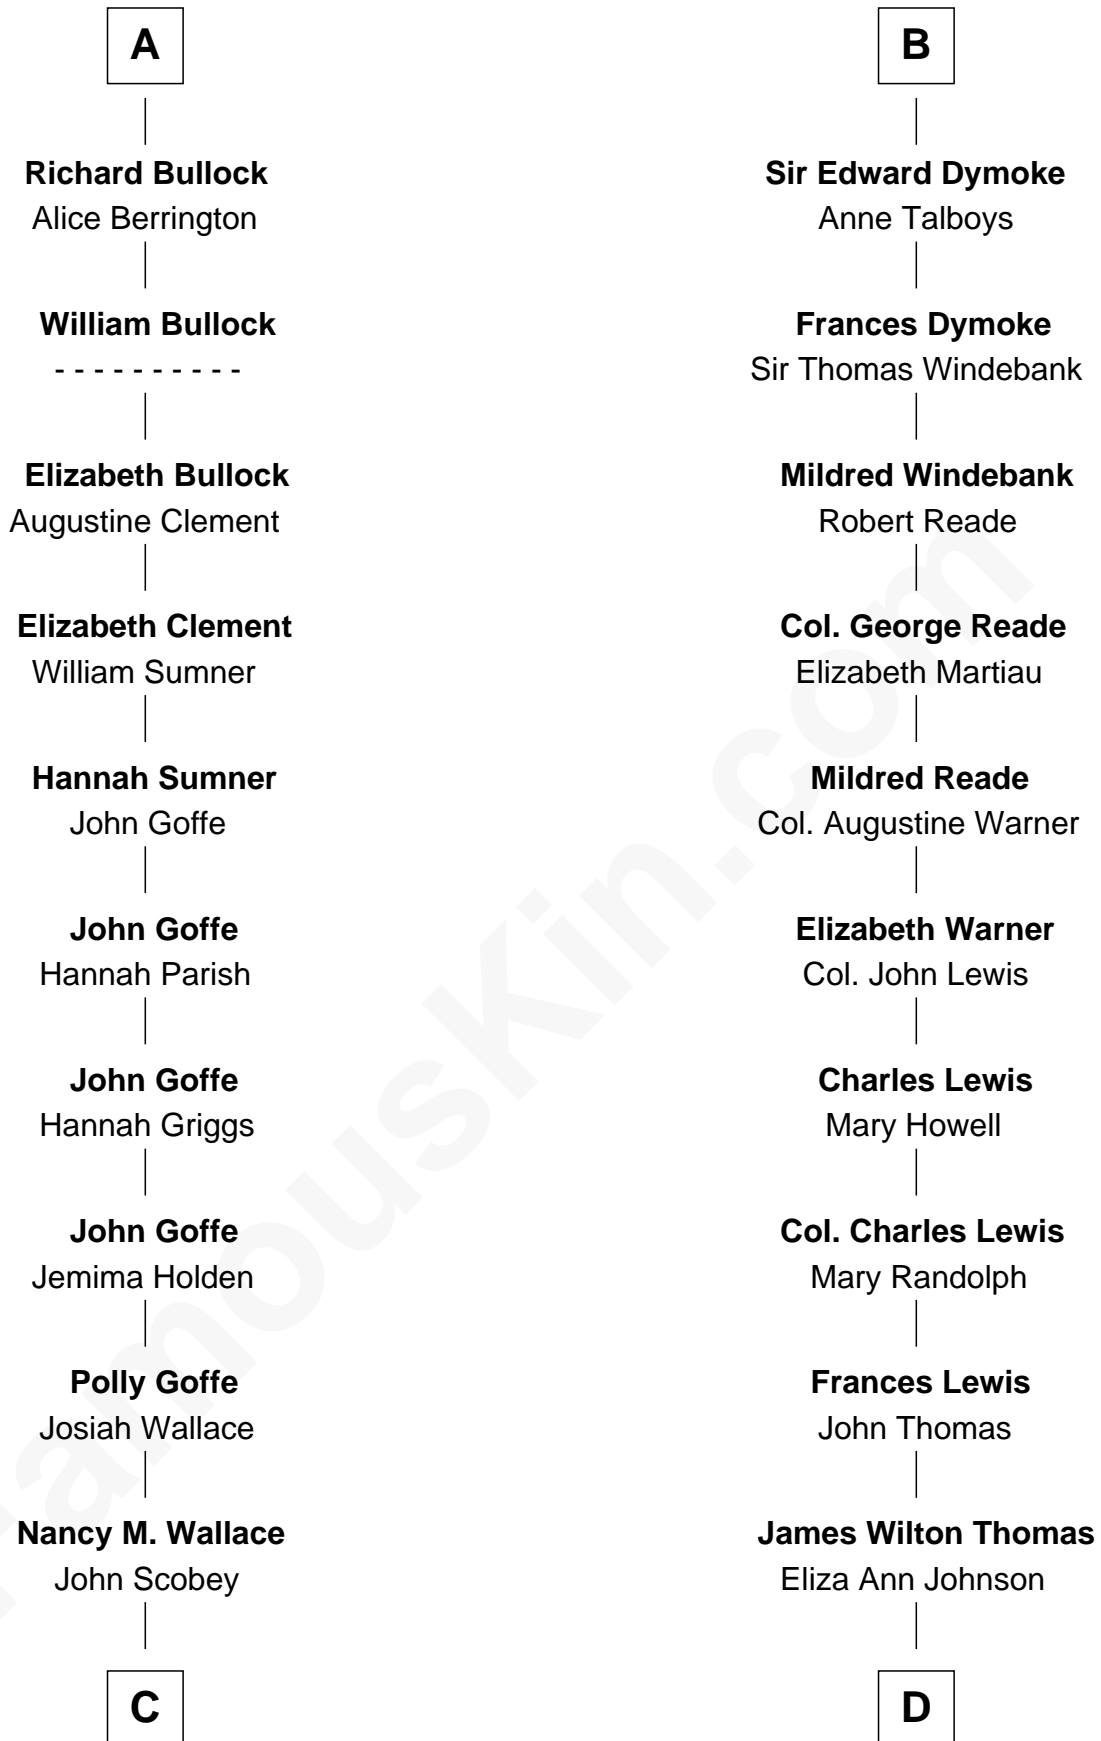 A
Richard Bullock
Alice Berrington
William Bullock
- - - - - - - - - -
Elizabeth Bullock
Augustine Clement
Elizabeth Clement
William Sumner
Hannah Sumner
John Goffe
John Goffe
Hannah Parish
John Goffe
Hannah Griggs
John Goffe
Jemima Holden
Polly Goffe
Josiah Wallace
Nancy M. Wallace
John Scobey
C
B
Sir Edward Dymoke
Anne Talboys
Frances Dymoke
Sir Thomas Windebank
Mildred Windebank
Robert Reade
Col. George Reade
Elizabeth Martiau
Mildred Reade
Col. Augustine Warner
Elizabeth Warner
Col. John Lewis
Charles Lewis
Mary Howell
Col. Charles Lewis
Mary Randolph
Frances Lewis
John Thomas
James Wilton Thomas
Eliza Ann Johnson
D
FamousKin.com